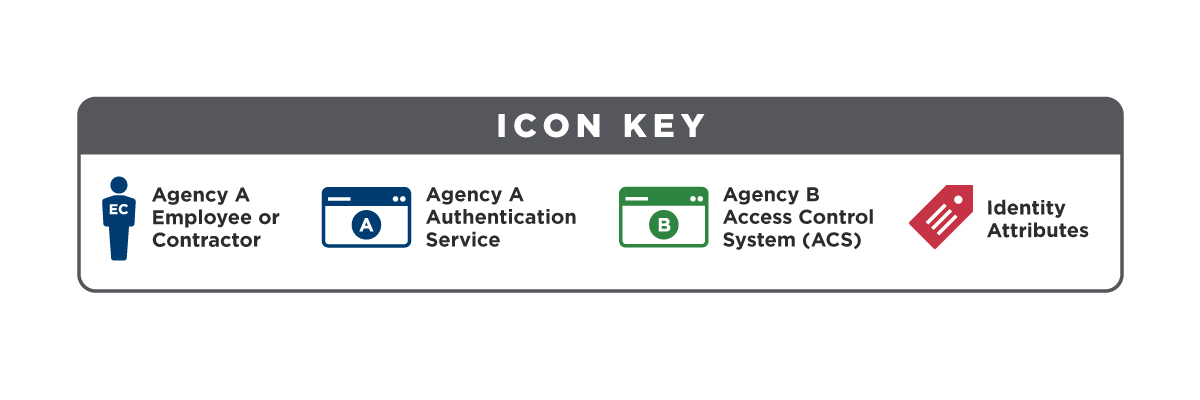 ICON KEY
EC
Agency A
Employee or
Contractor
A
Agency A
Authentication
Service
B
Agency B
Access Control
System (ACS)
Identity
Attributes